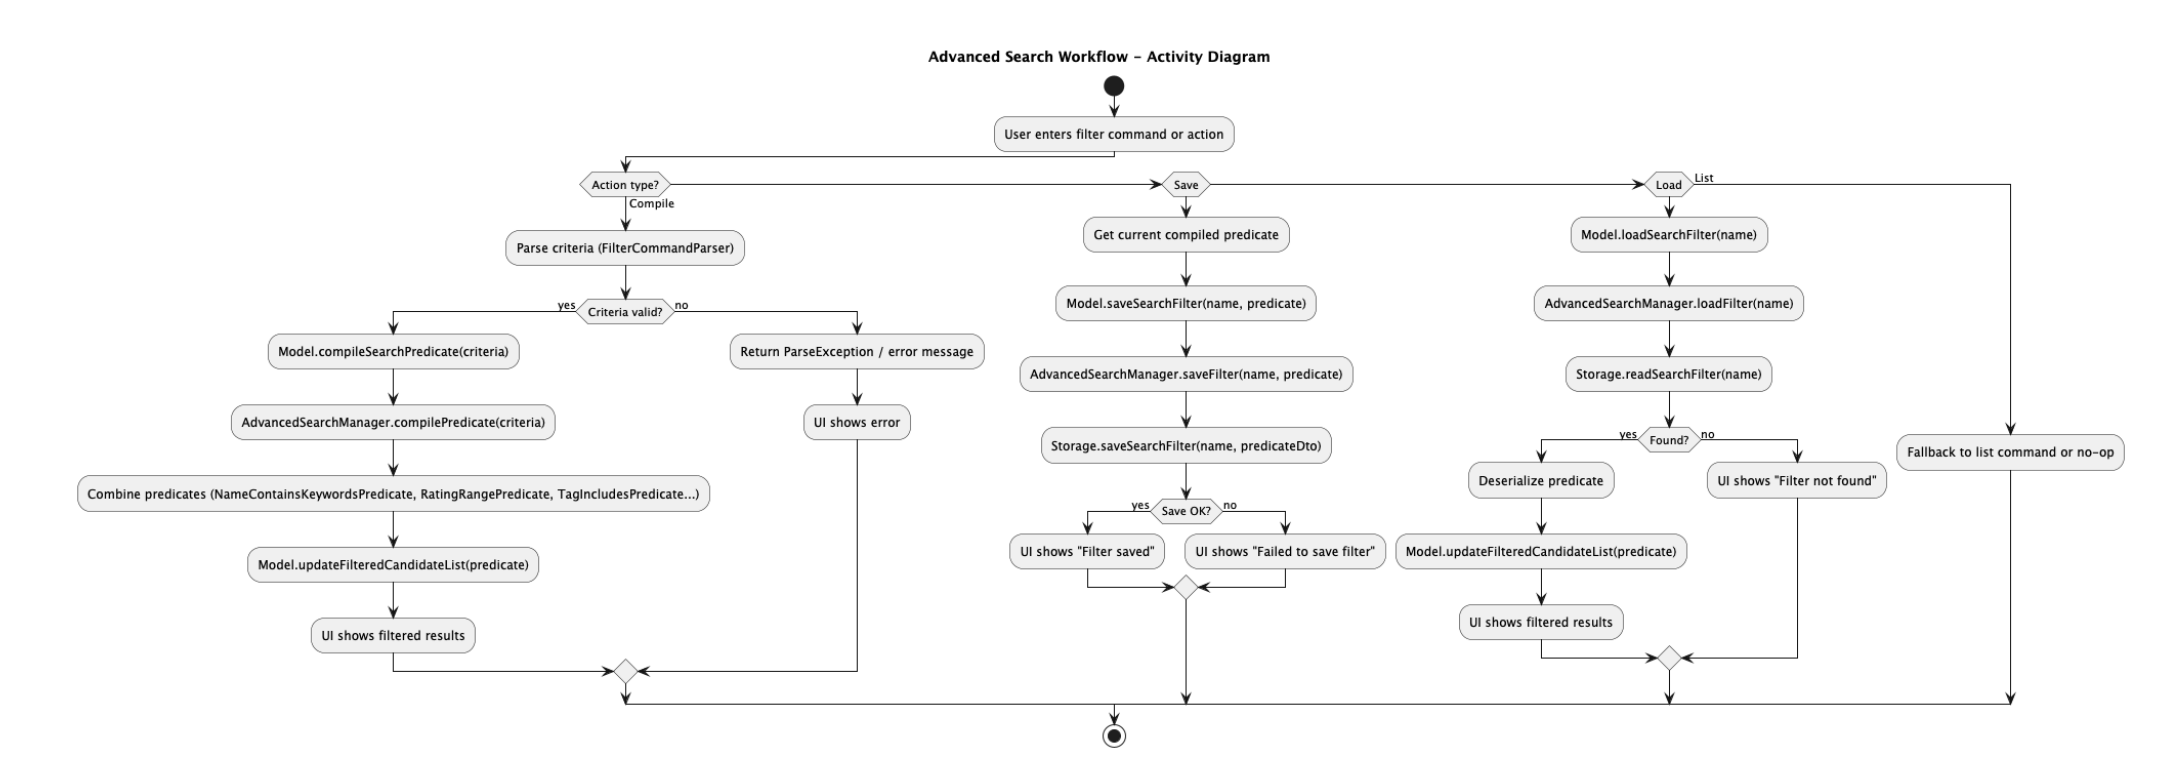 Advanced Search Workflow - Activity Diagram
User enters filter command or action
Action type?
Compile
Parse criteria (FilterCommandParser)
Criteria valid?
yes
no
Model.compileSearchPredicate(criteria)
AdvancedSearchManager.compilePredicate(criteria)
Combine predicates (NameContainsKeywordsPredicate, RatingRangePredicate, TagIncludesPredicate...)
Model.updateFilteredCandidateList(predicate)
UI shows filtered results
Return ParseException / error message
UI shows error
Save
Get current compiled predicate
Model.saveSearchFilter(name, predicate)
AdvancedSearchManager.saveFilter(name, predicate)
Storage.saveSearchFilter(name, predicateDto)
Save OK?
yes
no
UI shows "Filter saved"
UI shows "Failed to save filter"
Load
List
Model.loadSearchFilter(name)
AdvancedSearchManager.loadFilter(name)
Storage.readSearchFilter(name)
Found?
yes
no
Deserialize predicate
Model.updateFilteredCandidateList(predicate)
UI shows filtered results
UI shows "Filter not found"
Fallback to list command or no-op